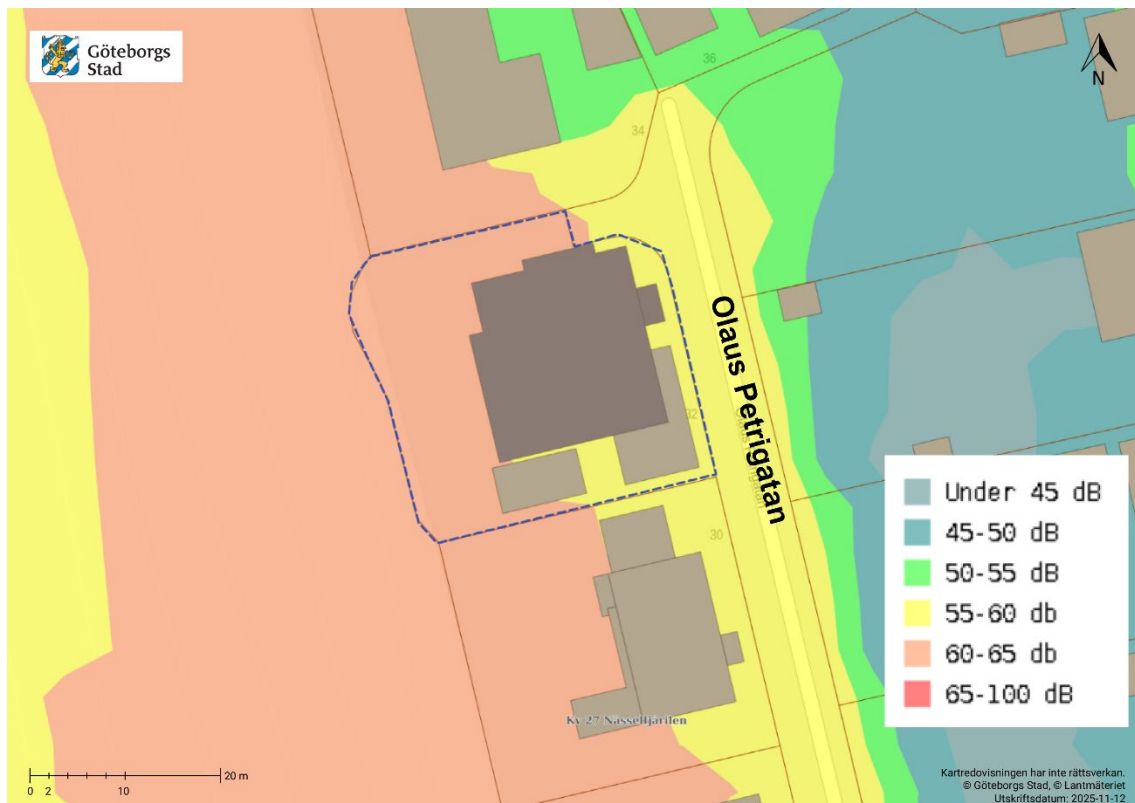 Göteborgs
Stad
N
36
34
Olaus Petrigatan
32
30
Kv 27 Nässelfjärilen
Under 45 dB
45-50 dB
50-55 dB
55-60 db
60-65 db
65-100 dB
0 2 10 20 m
Kartredovisningen har inte rättsverkan.
© Göteborgs Stad, © Lantmäteriet
Utskriftsdatum: 2025-11-12